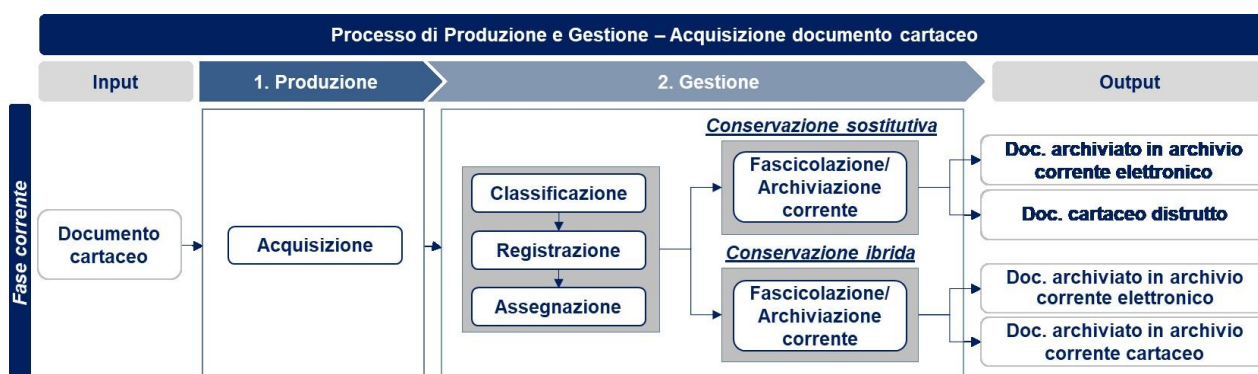 Processo di Produzione e Gestione – Acquisizione documento cartaceo
Input
1. Produzione
2. Gestione
Output
Fase corrente
Documento
cartaceo
Acquisizione
Classificazione
Registrazione
Assegnazione
Conservazione sostitutiva
Fascicolazione/
Archiviazione
corrente
Conservazione ibrida
Fascicolazione/
Archiviazione
corrente
Doc. archiviato in archivio
corrente elettronico
Doc. cartaceo distrutto
Doc. archiviato in archivio
corrente elettronico
Doc. archiviato in archivio
corrente cartaceo